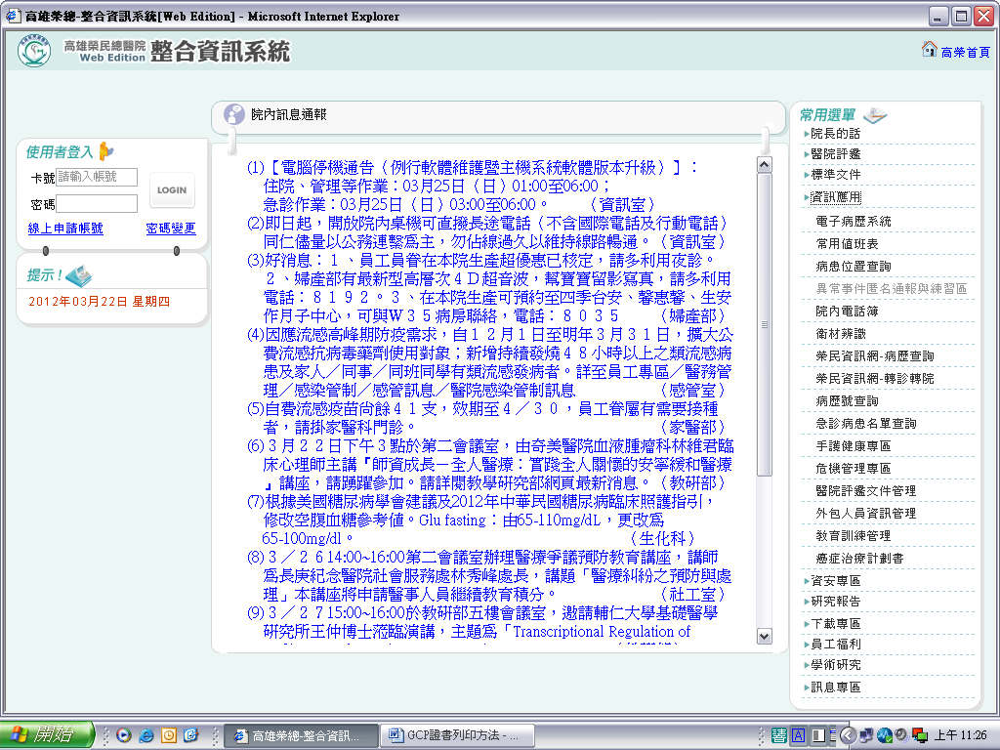 高雄榮總-整合資訊系統[Web Edition] - Microsoft Internet Explorer
高雄榮民總醫院
Web Edition
整合資訊系統
高榮首頁
使用者登入
卡號 請輸入帳號
密碼
LOGIN
線上申請帳號 密碼變更
提示!
2012年03月22日 星期四
院內訊息通報
(1)【電腦停機通告（例行軟體維護暨主機系統軟體版本升級）】：
住院、管理等作業：03月25日（日）01:00至06:00；
急診作業：03月25日（日）03:00至06:00。 （資訊室）
(2)即日起，開放院內桌機可直撥長途電話（不含國際電話及行動電話）
同仁儘量以公務連繫為主，勿佔線過久以維持線路暢通。（資訊室）
(3)好消息：１、員工員眷在本院生產超優惠已核定，請多利用夜診。
２、婦產部有最新型高層次４Ｄ超音波，幫寶寶留影寫真，請多利用
電話：８１９２。３、在本院生產可預約至四季台安、馨惠馨、生安
作月子中心，可與Ｗ３５病房聯絡，電話：８０３５ （婦產部）
(4)因應流感高峰期防疫需求，自１２月１日至明年３月３１日，擴大公
費流感抗病毒藥劑使用對象；新增持續發燒４８小時以上之類流感病
患及家人／同事／同班同學有類流感發病者。詳至員工專區／醫務管
理／感染管制／感管訊息／醫院感染管制訊息 （感管室）
(5)自費流感疫苗尚餘４１支，效期至４／３０，員工眷屬有需要接種
者，請掛家醫科門診。 （家醫部）
(6)３月２２日下午３點於第二會議室，由奇美醫院血液腫瘤科林維君臨
床心理師主講『師資成長－全人醫療：實踐全人關懷的安寧緩和醫療
』講座，請踴躍參加。請詳閱教學研究部網頁最新消息。（教研部）
(7)根據美國糖尿病學會建議及2012年中華民國糖尿病臨床照護指引，
修改空腹血糖參考值。Glu fasting：由65-110mg/dL，更改為
65-100mg/dl。 （生化科）
(8)３／２６14:00~16:00第二會議室辦理醫療爭議預防教育講座，講師
為長庚紀念醫院社會服務處林秀峰處長，講題「醫療糾紛之預防與處
理」本講座將申請醫事人員繼續教育積分。 （社工室）
(9)３／２７15:00~16:00於教研部五樓會議室，邀請輔仁大學基礎醫學
研究所王仲博士蒞臨演講，主題為「Transcriptional Regulation of
常用選單
院長的話
醫院評鑑
標準文件
資訊應用
電子病歷系統
常用值班表
病患位置查詢
異常事件匿名通報與練習區
院內電話簿
衛材辨識
榮民資訊網-病歷查詢
榮民資訊網-轉診轉院
病歷號查詢
急診病患名單查詢
手護健康專區
危機管理專區
醫院評鑑文件管理
外包人員資訊管理
教育訓練管理
癌症治療計劃書
資安專區
研究報告
下載專區
員工福利
學術研究
訊息專區
開始
高雄榮總-整合資訊...
GCP證書列印方法 - ...
上午 11:26